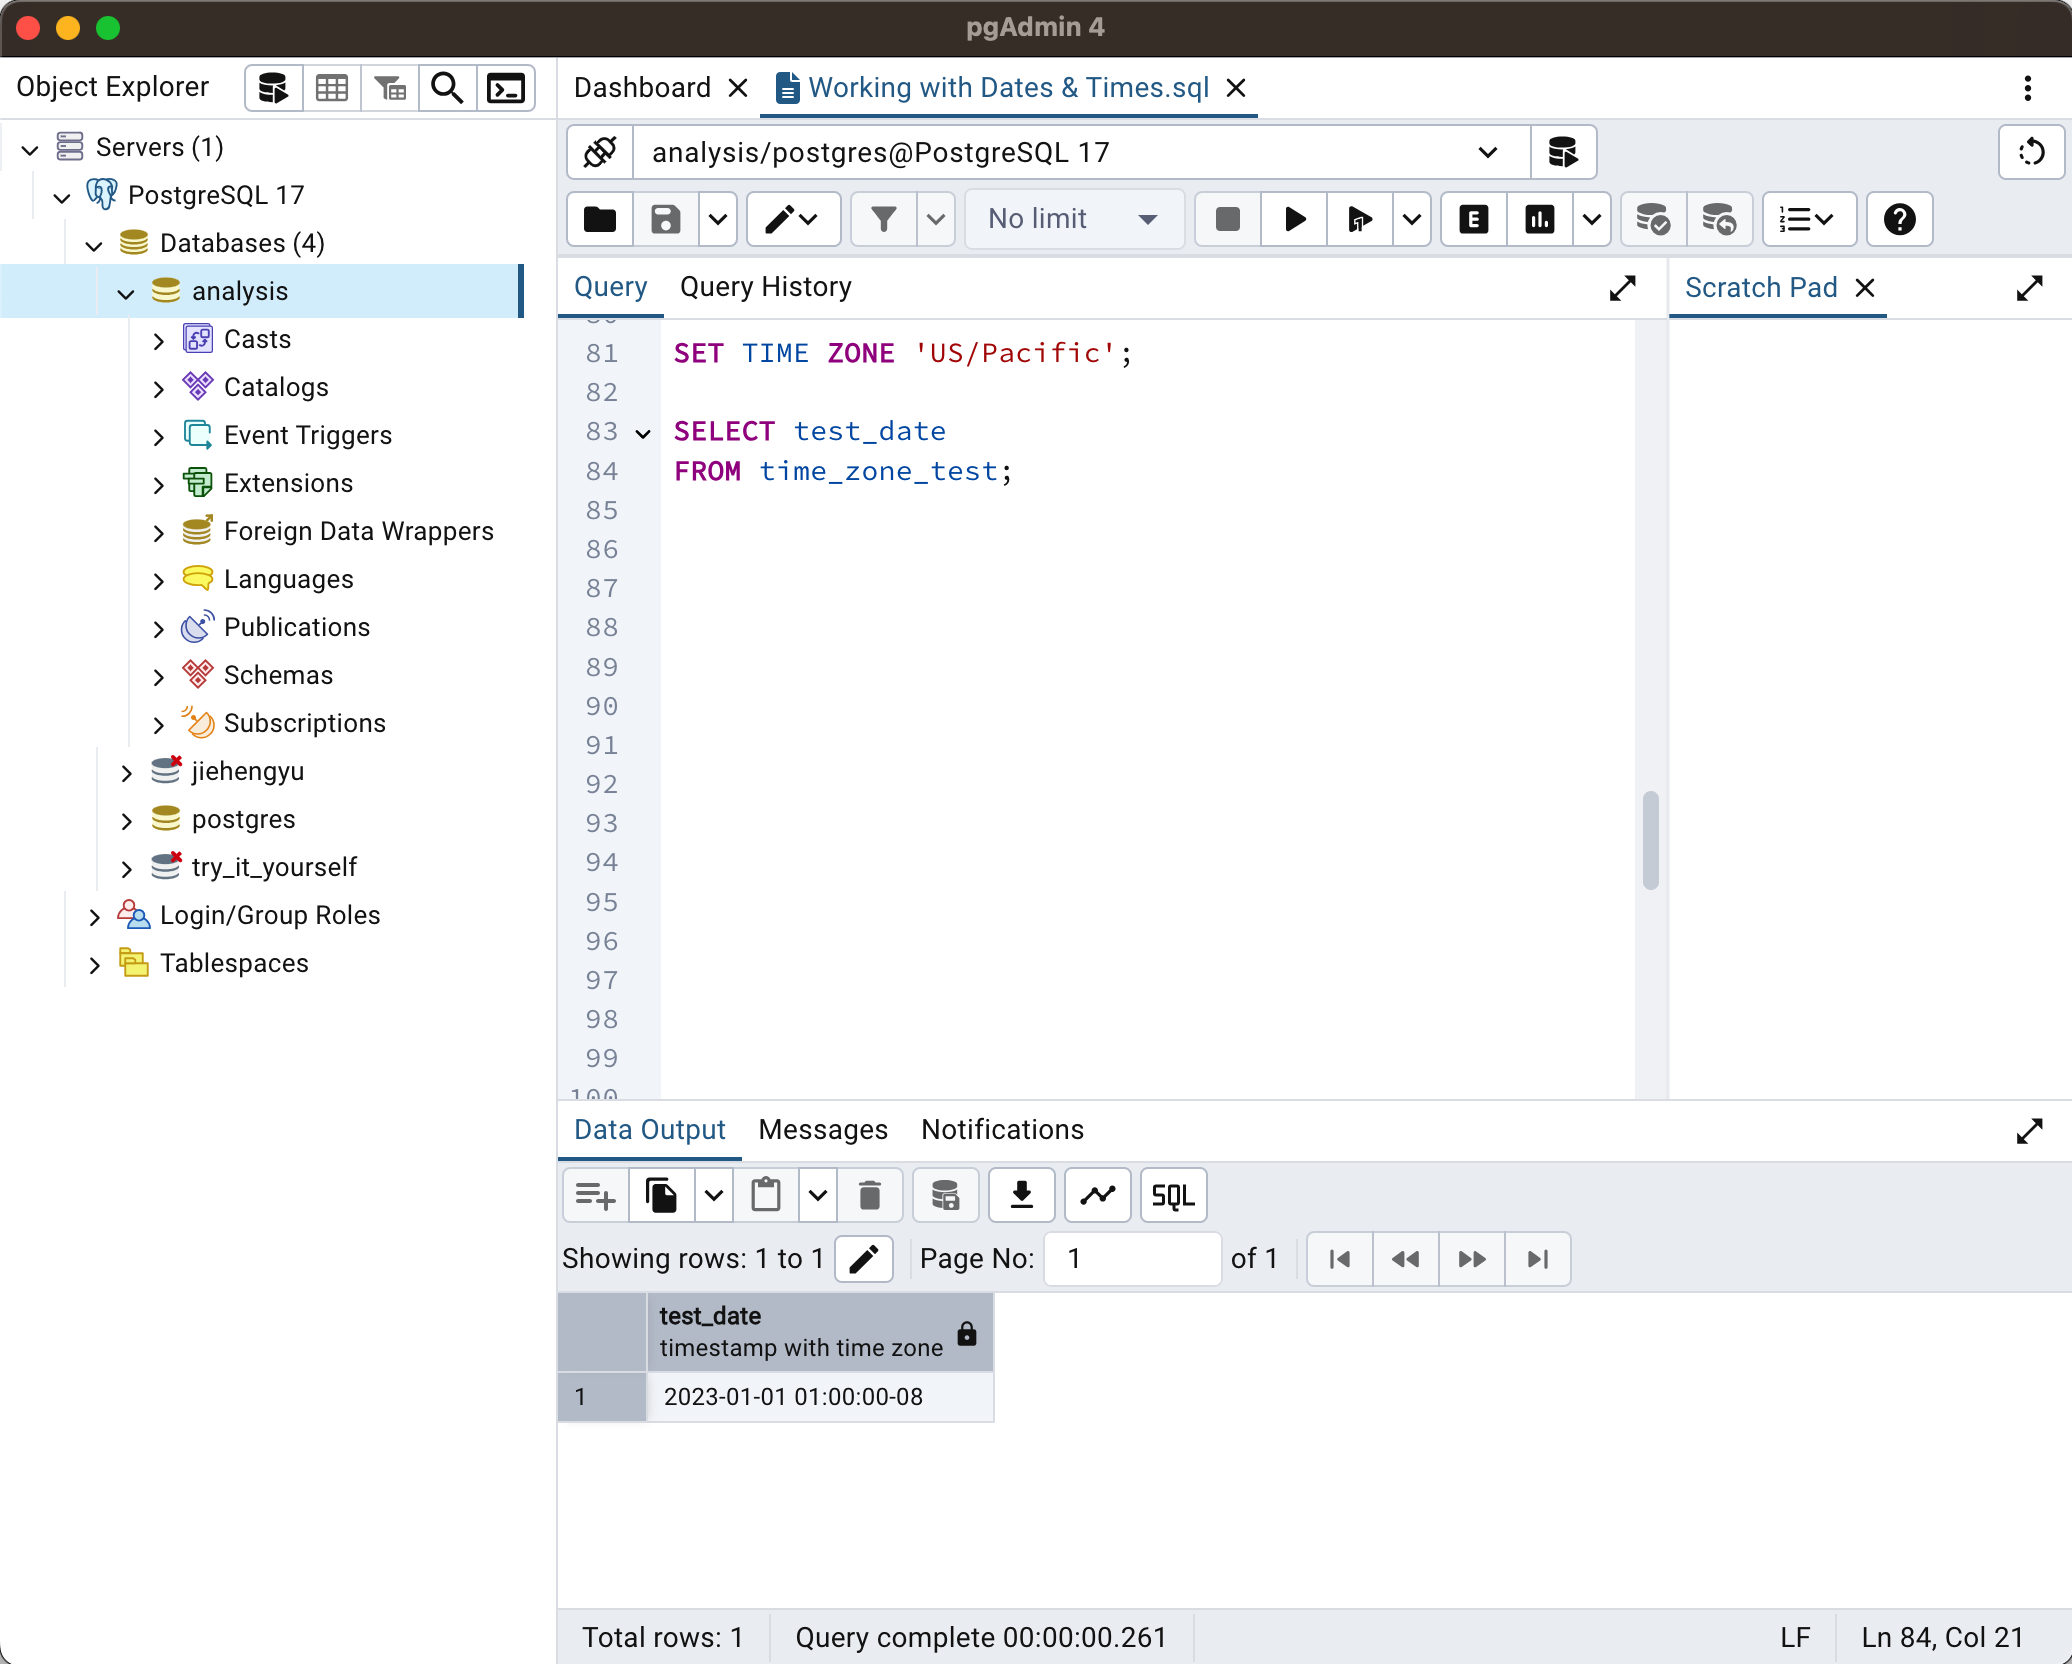 pgAdmin 4
Object Explorer
Dashboard
Working with Dates & Times.sql
Servers (1)
PostgreSQL 17
Databases (4)
analysis
Casts
Catalogs
Event Triggers
Extensions
Foreign Data Wrappers
Languages
Publications
Schemas
Subscriptions
jiehengyu
postgres
try_it_yourself
Login/Group Roles
Tablespaces
analysis/postgres@PostgreSQL 17
No limit
E
Query
Query History
Scratch Pad
81 SET TIME ZONE 'US/Pacific';
82
83 SELECT test_date
84 FROM time_zone_test;
85
86
87
88
89
90
91
92
93
94
95
96
97
98
99
100
Data Output
Messages
Notifications
SQL
Showing rows: 1 to 1
Page No: 1 of 1
test_date
timestamp with time zone
1 2023-01-01 01:00:00-08
Total rows: 1
Query complete 00:00:00.261
LF
Ln 84, Col 21